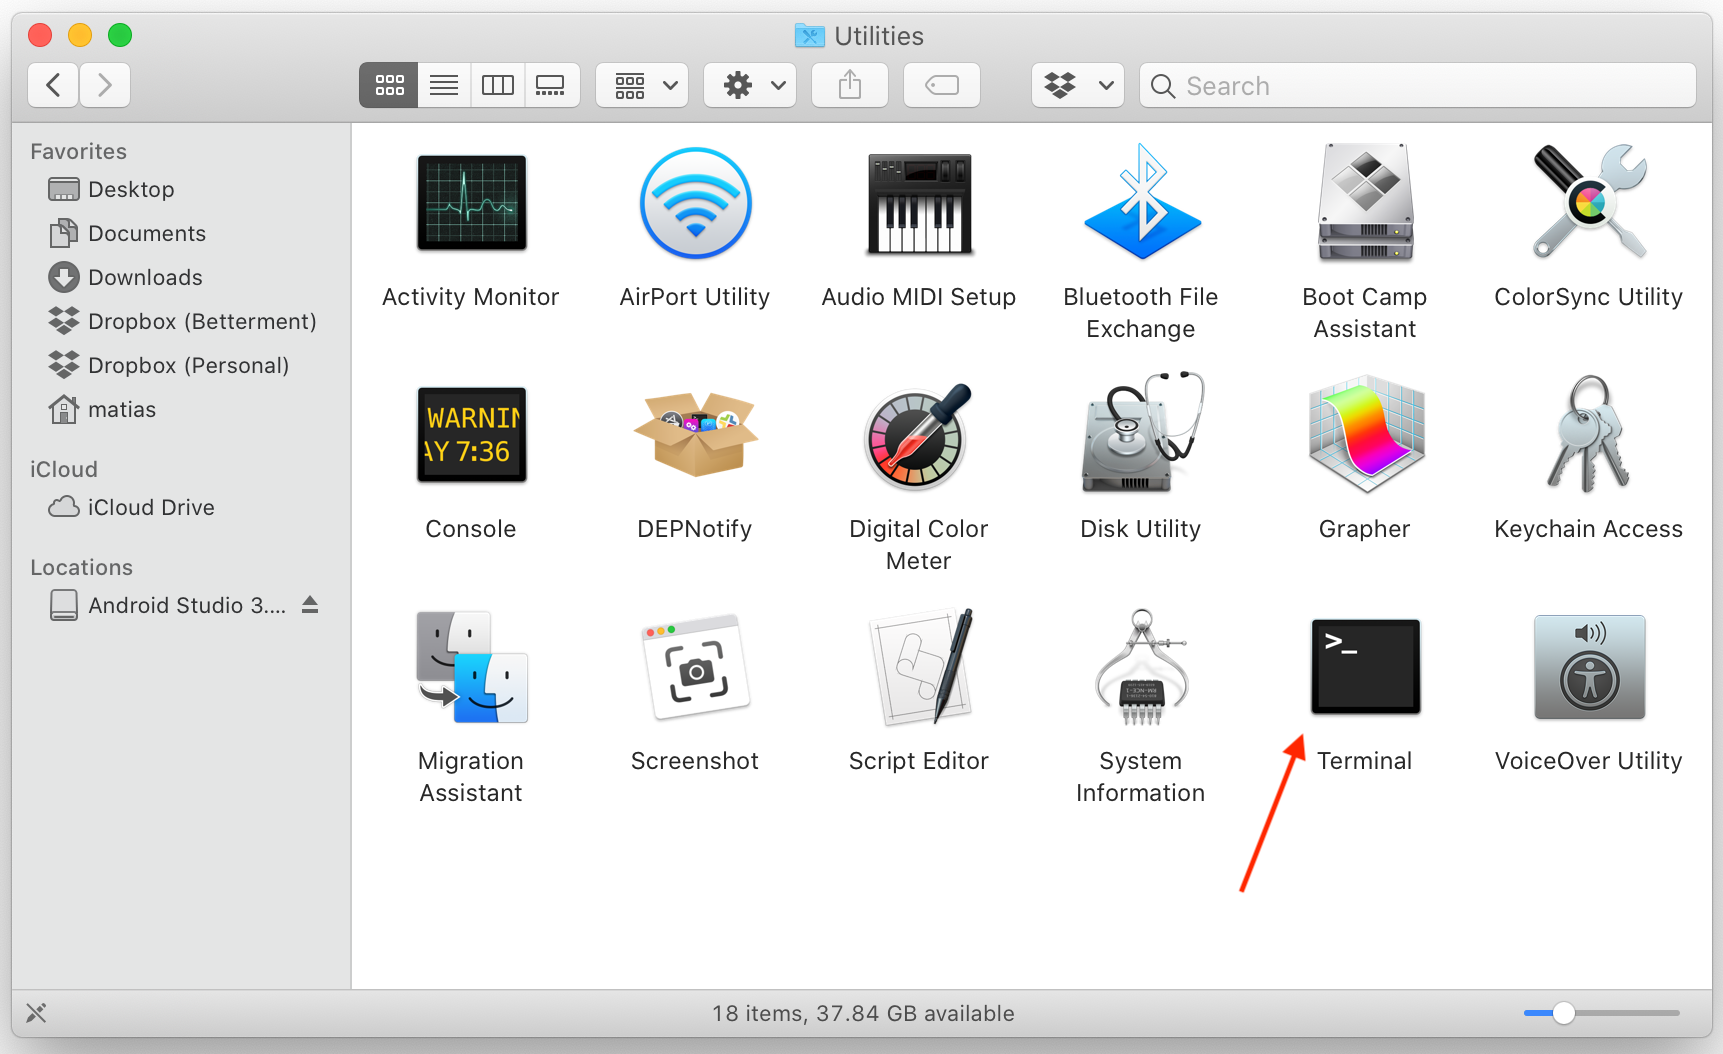 Utilities
Search
Favorites
Desktop
Documents
Downloads
Dropbox (Betterment)
Dropbox (Personal)
matias
iCloud
iCloud Drive
Locations
Android Studio 3....
Activity Monitor
AirPort Utility
Audio MIDI Setup
Bluetooth File
Exchange
Boot Camp
Assistant
ColorSync Utility
WARNIN
AY 7:36
Console
DEPNotify
Digital Color
Meter
Disk Utility
Grapher
Keychain Access
Migration
Assistant
Screenshot
Script Editor
System
Information
>_
Terminal
VoiceOver Utility
18 items, 37.84 GB available